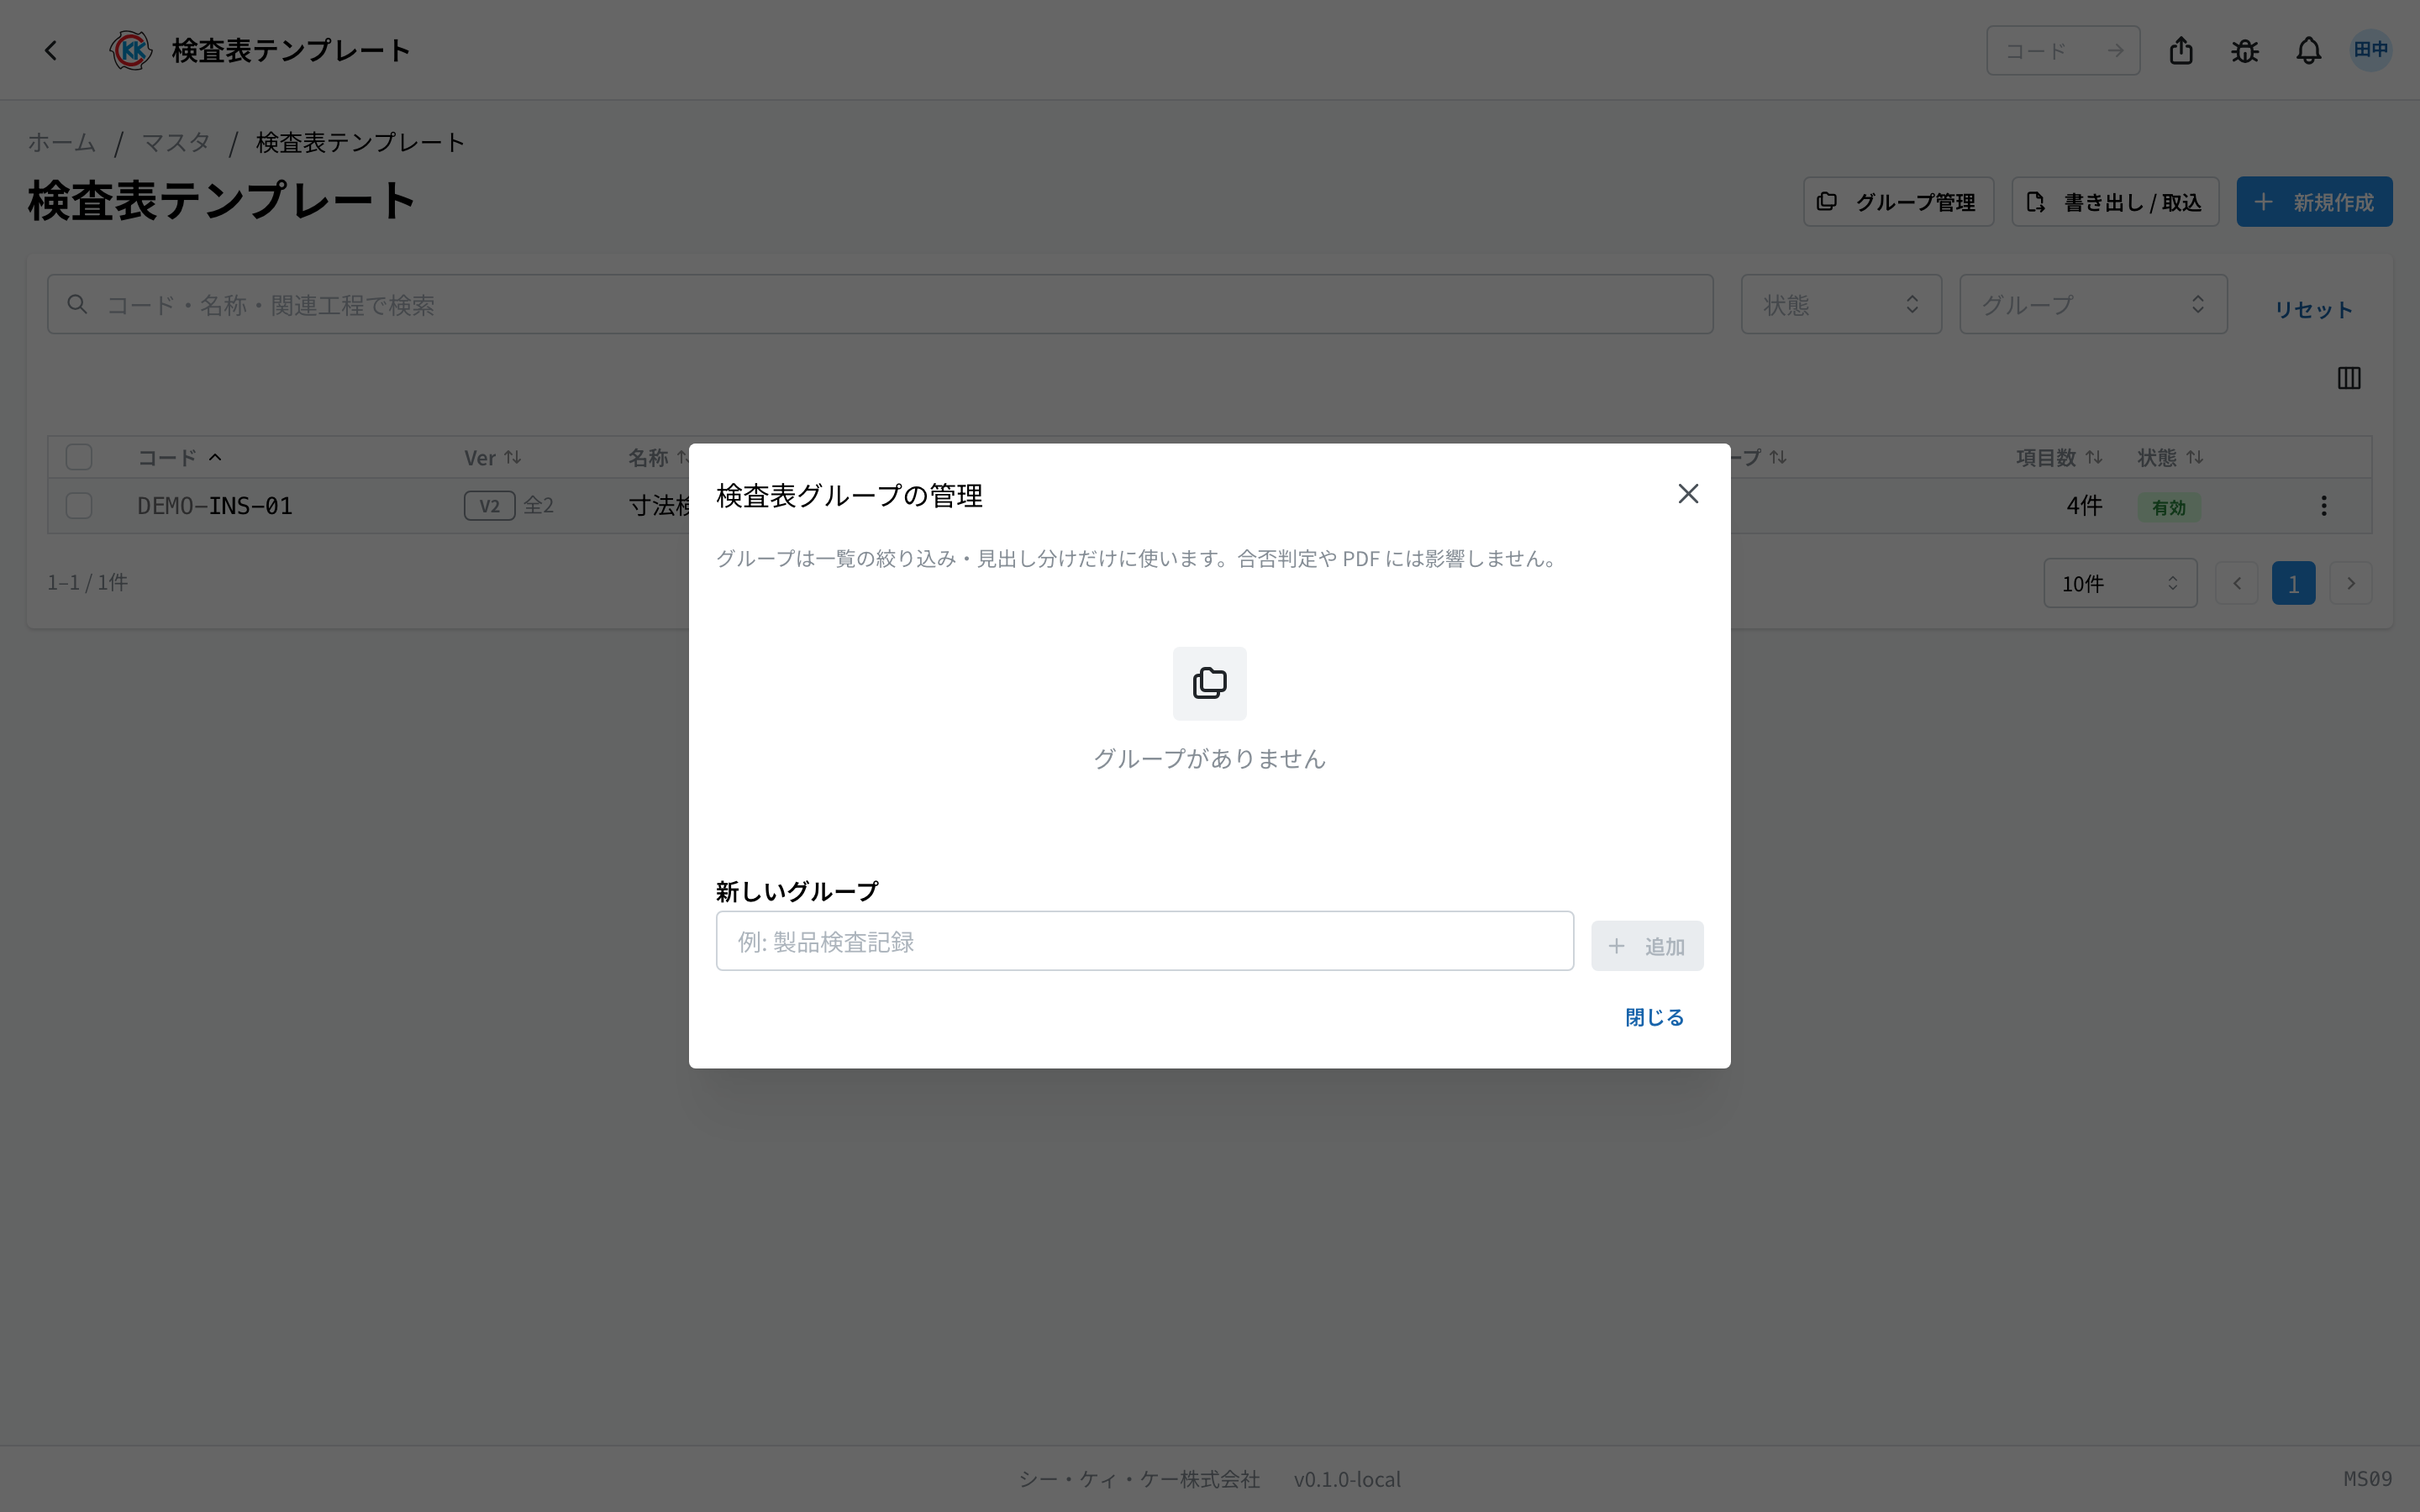 検査表テンプレート
コード
田中
ホーム / マスタ / 検査表テンプレート
検査表テンプレート
グループ管理
書き出し / 取込
新規作成
コード・名称・関連工程で検索
状態
グループ
リセット
コード Ver 名称 ープ 項目数 状態
DEMO-INS-01 V2 全2 寸法検 4件 有効
1–1 / 1件
10件
1
検査表グループの管理
グループは一覧の絞り込み・見出し分けだけに使います。合否判定や PDF には影響しません。
グループがありません
新しいグループ
例: 製品検査記録
追加
閉じる
シー・ケィ・ケー株式会社 v0.1.0-local
MS09